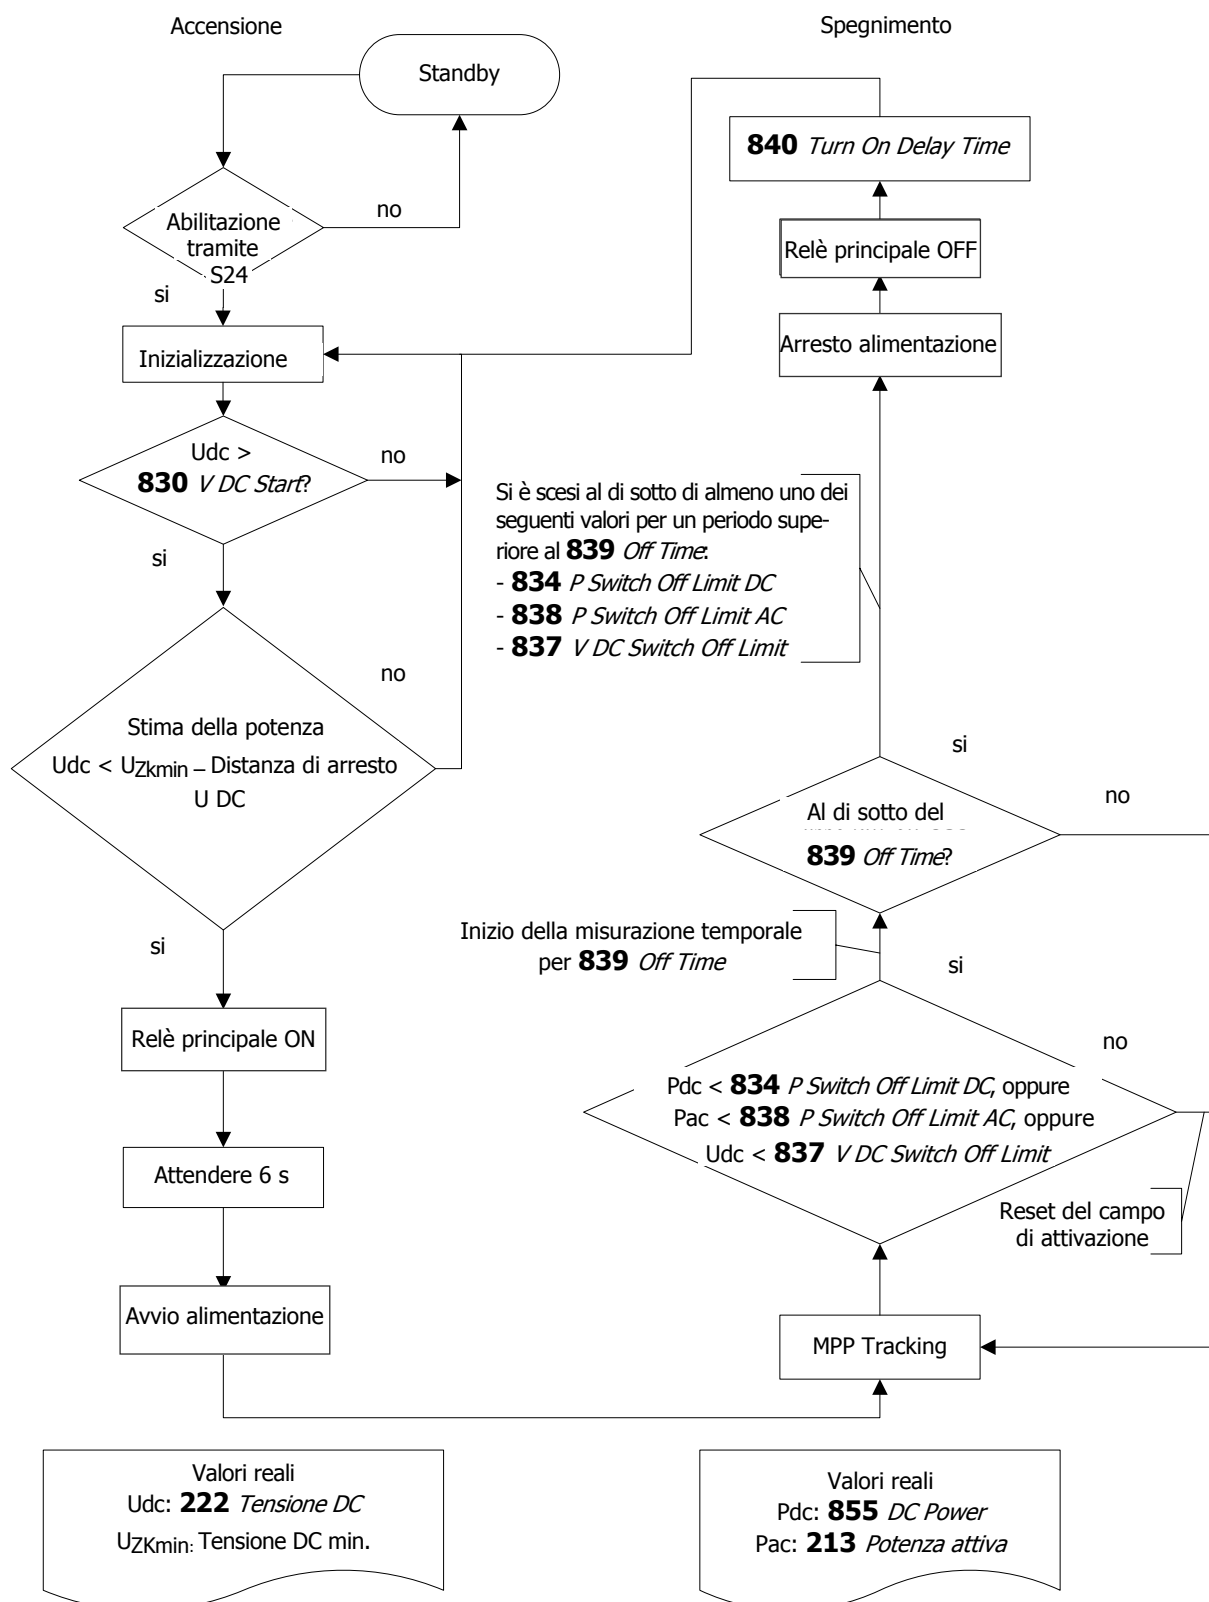 Accensione
Standby
Abilitazione
tramite
S24
no
si
Inizializzazione
Udc >
830 V DC Start?
no
si
Stima della potenza
Udc < UZkmin – Distanza di arresto
U DC
no
si
Relè principale ON
Attendere 6 s
Avvio alimentazione
Valori reali
Udc: 222 Tensione DC
UZKmin: Tensione DC min.
Spegnimento
840 Turn On Delay Time
Relè principale OFF
Arresto alimentazione
Si è scesi al di sotto di almeno uno dei
seguenti valori per un periodo supe-
riore al 839 Off Time:
- 834 P Switch Off Limit DC
- 838 P Switch Off Limit AC
- 837 V DC Switch Off Limit
si
no
Al di sotto del
839 Off Time?
Inizio della misurazione temporale
per 839 Off Time
si
no
Pdc < 834 P Switch Off Limit DC, oppure
Pac < 838 P Switch Off Limit AC, oppure
Udc < 837 V DC Switch Off Limit
Reset del campo
di attivazione
MPP Tracking
Valori reali
Pdc: 855 DC Power
Pac: 213 Potenza attiva